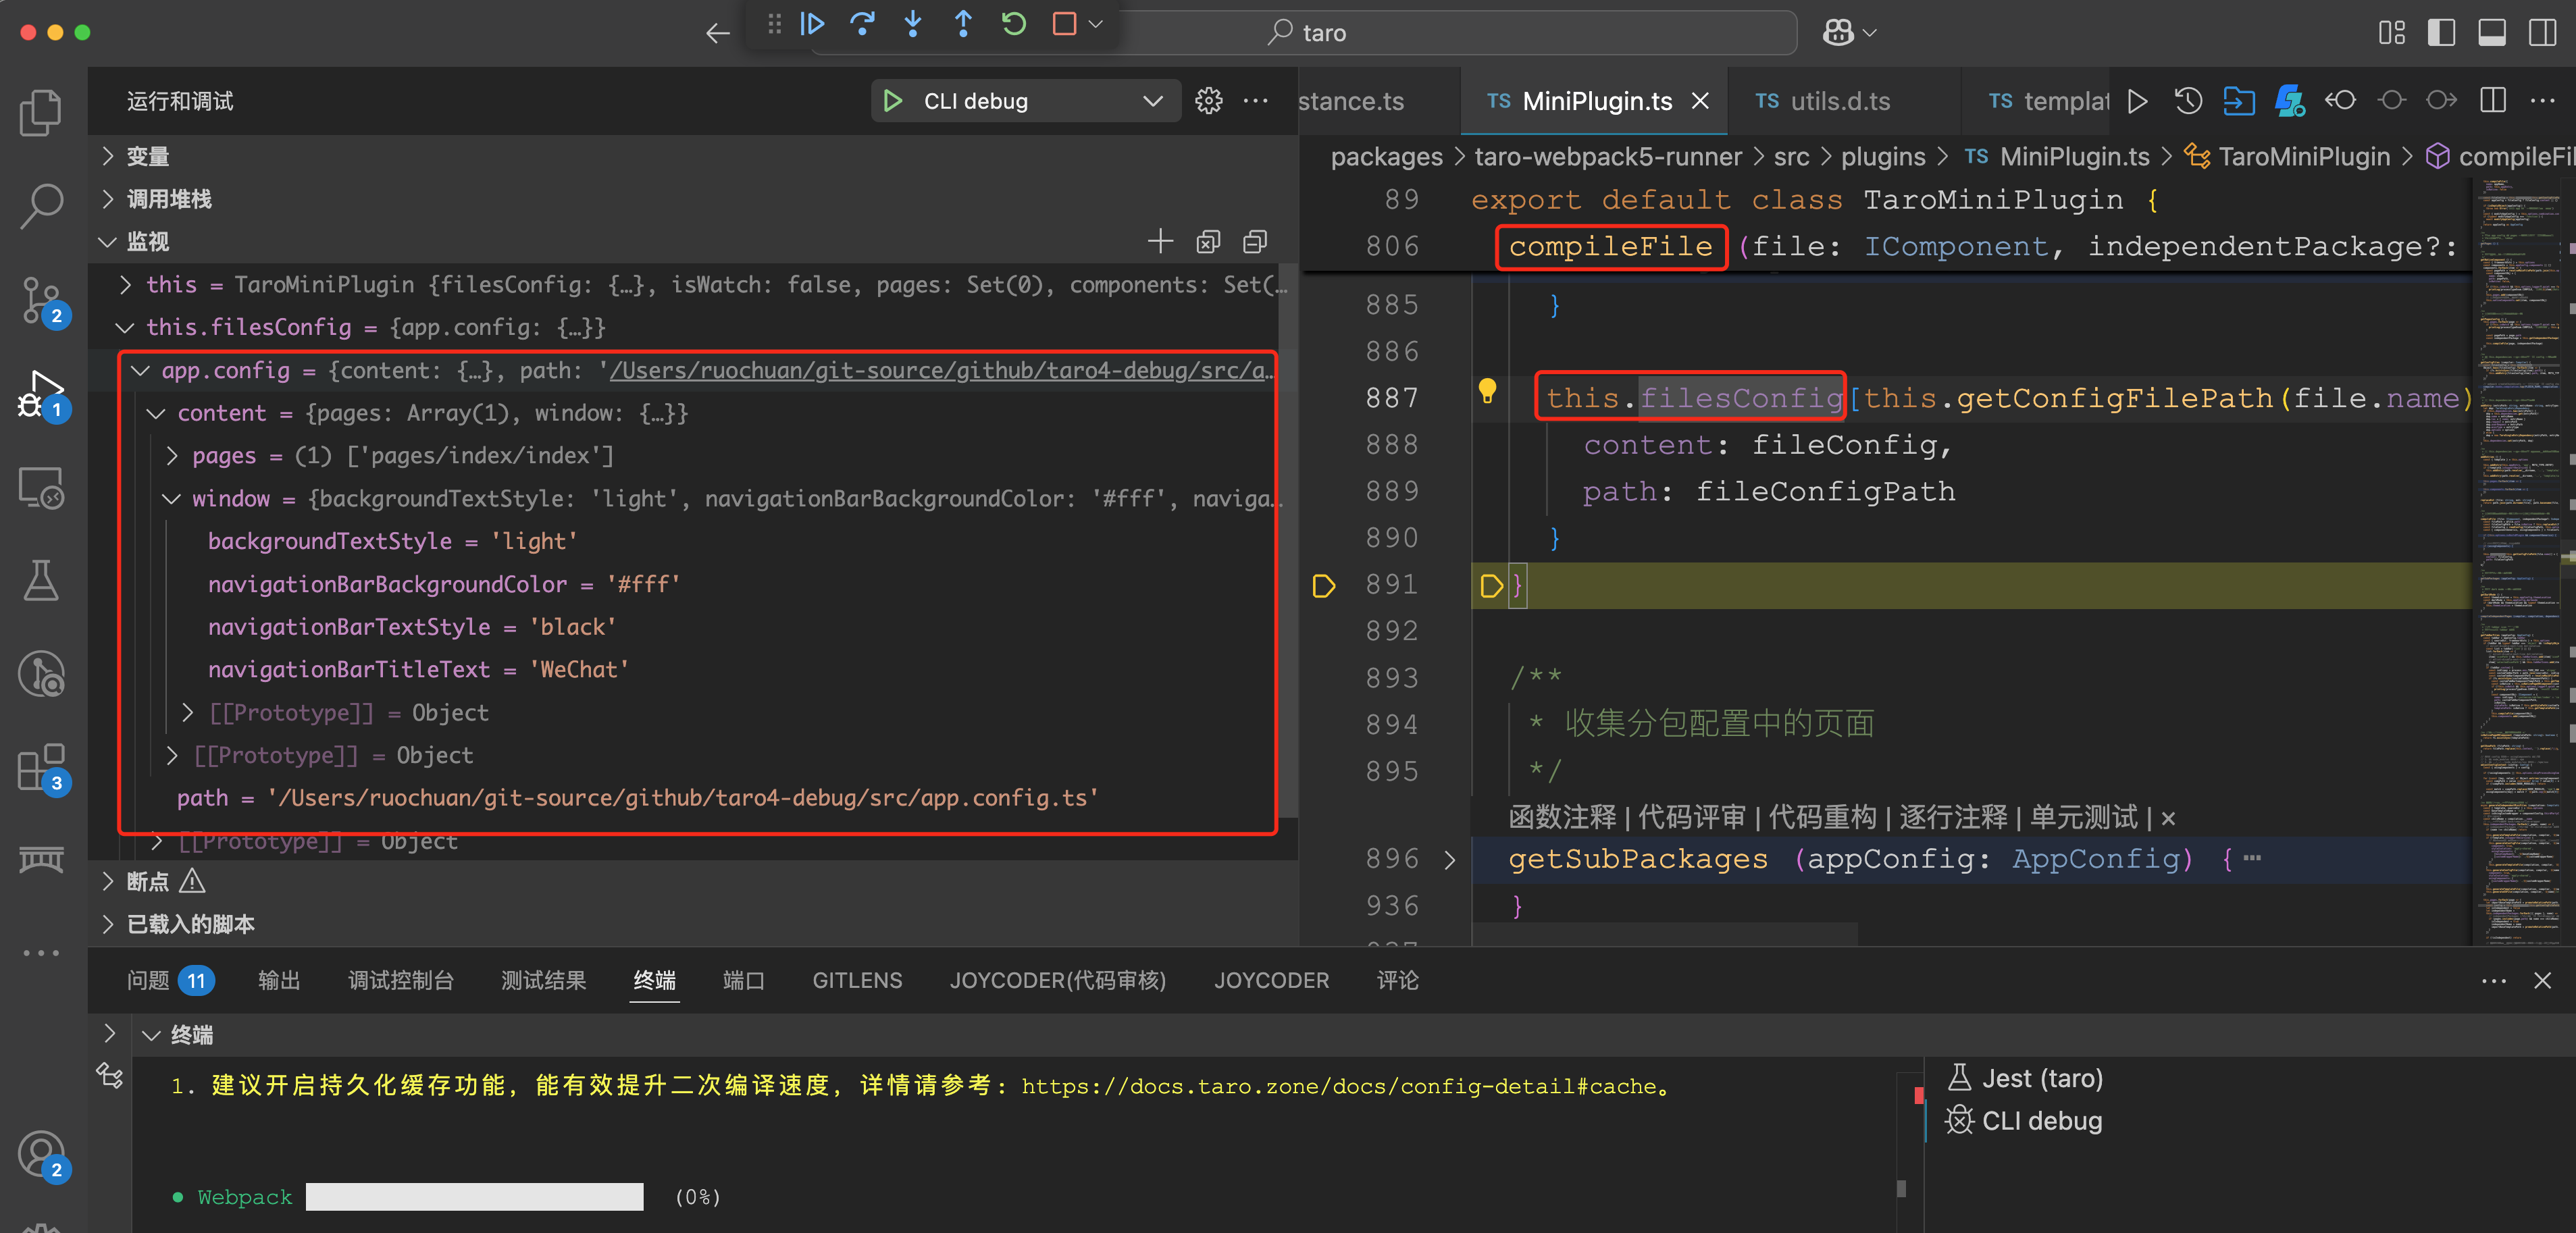 taro
运行和调试
CLI debug
变量
调用堆栈
监视
this = TaroMiniPlugin {filesConfig: {…}, isWatch: false, pages: Set(0), components: Set(…
this.filesConfig = {app.config: {…}}
app.config = {content: {…}, path: '/Users/ruochuan/git-source/github/taro4-debug/src/a…
content = {pages: Array(1), window: {…}}
pages = (1) ['pages/index/index']
window = {backgroundTextStyle: 'light', navigationBarBackgroundColor: '#fff', naviga…
backgroundTextStyle = 'light'
navigationBarBackgroundColor = '#fff'
navigationBarTextStyle = 'black'
navigationBarTitleText = 'WeChat'
[[Prototype]] = Object
[[Prototype]] = Object
path = '/Users/ruochuan/git-source/github/taro4-debug/src/app.config.ts'
[[Prototype]] = Object
断点
已载入的脚本
2
1
3
2
stance.ts
TS MiniPlugin.ts
TS utils.d.ts
TS templat
packages > taro-webpack5-runner > src > plugins > TS MiniPlugin.ts > TaroMiniPlugin > compileFil
89 export default class TaroMiniPlugin {
806 compileFile (file: IComponent, independentPackage?:
885 }
886
887 this.filesConfig[this.getConfigFilePath(file.name)
888 content: fileConfig,
889 path: fileConfigPath
890 }
891 }
892
893 /**
894 * 收集分包配置中的页面
895 */
函数注释 | 代码评审 | 代码重构 | 逐行注释 | 单元测试 | ×
896 getSubPackages (appConfig: AppConfig) { ⋯
936 }
问题 11 输出 调试控制台 测试结果 终端 端口 GITLENS JOYCODER(代码审核) JOYCODER 评论
终端
1. 建议开启持久化缓存功能，能有效提升二次编译速度，详情请参考: https://docs.taro.zone/docs/config-detail#cache。
Webpack (0%)
Jest (taro)
CLI debug